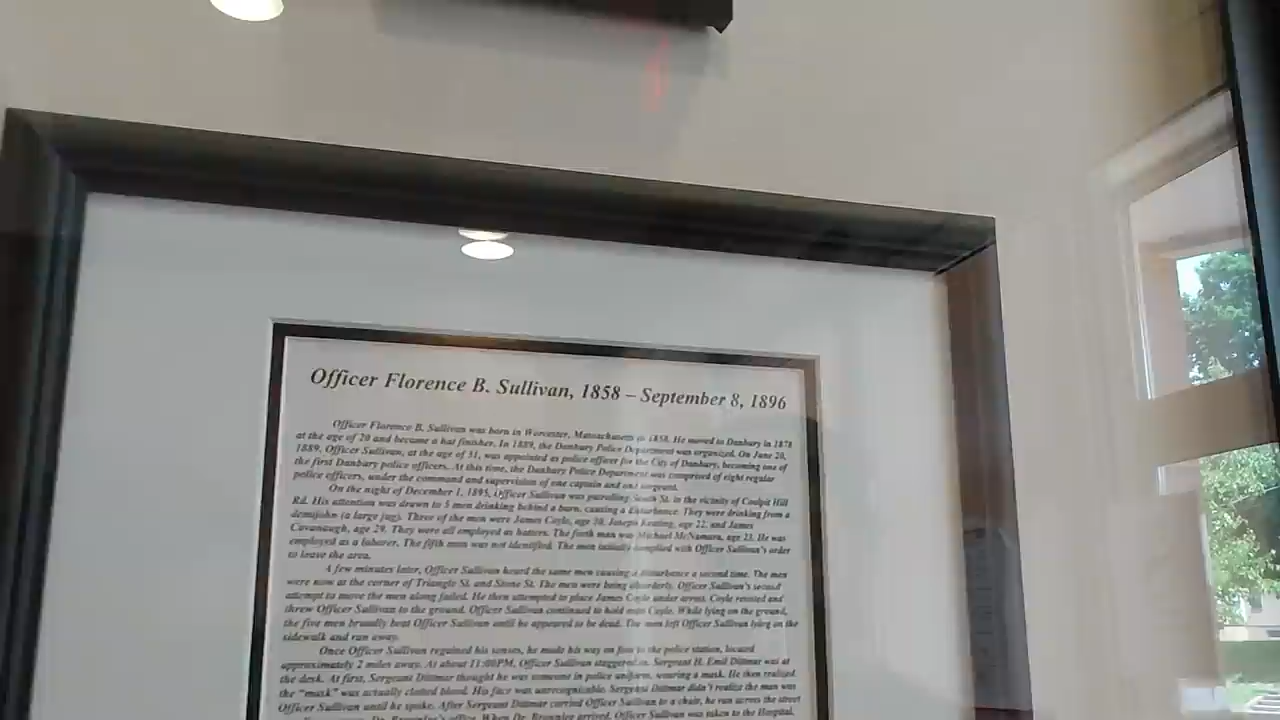 Officer Florence B. Sullivan, 1858 – September 8, 1896
Officer Florence B. Sullivan was born in Worcester, Massachusetts in 1858. He moved to Danbury in 1878
at the age of 20 and became a hat finisher. In 1889, the Danbury Police Department was organized. On June 20,
1889, Officer Sullivan, at the age of 31, was appointed as police officer for the City of Danbury, becoming one of
the first Danbury police officers. At this time, the Danbury Police Department was comprised of eight regular
police officers, under the command and supervision of one captain and one sergeant.
On the night of December 1, 1895, Officer Sullivan was patrolling South St. in the vicinity of Coalpit Hill
Rd. His attention was drawn to 5 men drinking behind a barn, causing a disturbance. They were drinking from a
demijohn (a large jug). Three of the men were James Coyle, age 30, Joseph Keating, age 22, and James
Cavanaugh, age 29. They were all employed as hatters. The forth man was Michael McNamara, age 23. He was
employed as a laborer. The fifth man was not identified. The men initially complied with Officer Sullivan's order
to leave the area.
A few minutes later, Officer Sullivan heard the same men causing a disturbance a second time. The men
were now at the corner of Triangle St. and Stone St. The men were being disorderly. Officer Sullivan's second
attempt to move the men along failed. He then attempted to place James Coyle under arrest. Coyle resisted and
threw Officer Sullivan to the ground. Officer Sullivan continued to hold onto Coyle. While lying on the ground,
the five men brutally beat Officer Sullivan until he appeared to be dead. The men left Officer Sullivan lying on the
sidewalk and ran away.
Once Officer Sullivan regained his senses, he made his way on foot to the police station, located
approximately 2 miles away. At about 11:00PM, Officer Sullivan staggered in. Sergeant H. Emil Dittmar was at
the desk. At first, Sergeant Dittmar thought he was someone in police uniform, wearing a mask. He then realized
the "mask" was actually clotted blood. His face was unrecognizable. Sergeant Dittmar didn't realize the man was
Officer Sullivan until he spoke. After Sergeant Dittmar carried Officer Sullivan to a chair, he ran across the street
Dr. Brownlee's office. When Dr. Brownlee arrived, Officer Sullivan was taken to the Hospital,